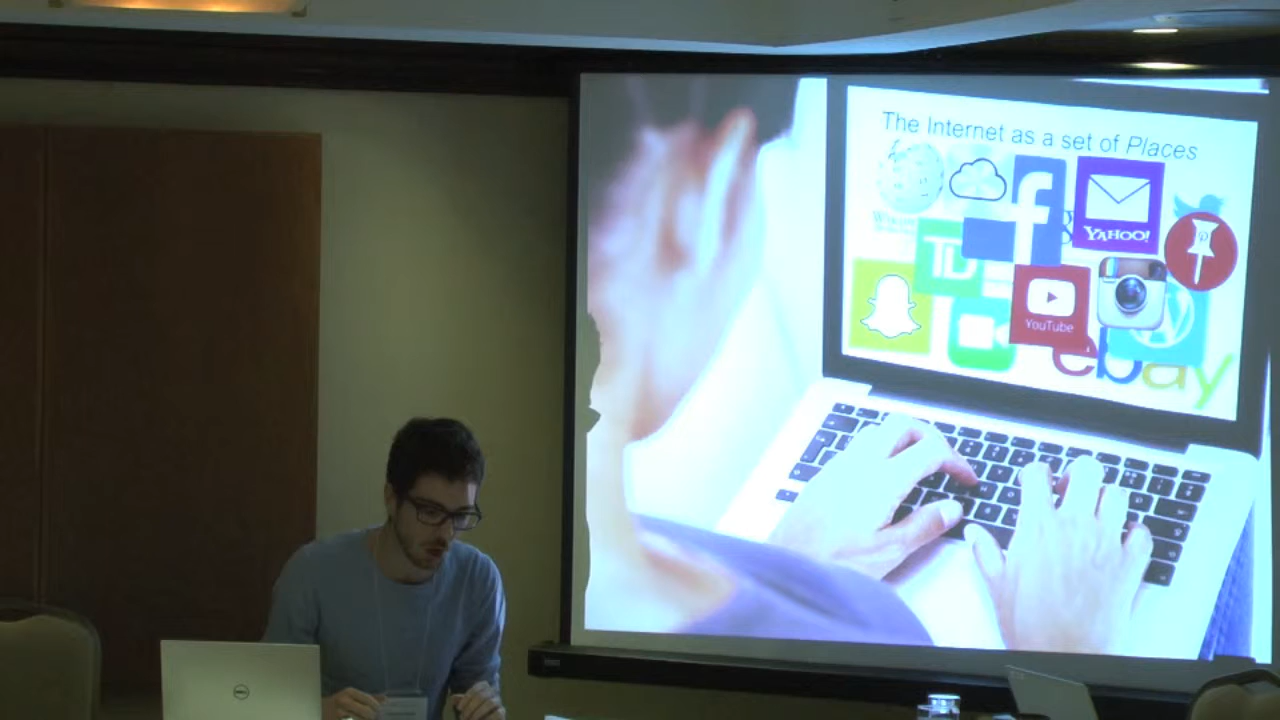 The Internet as a set of Places
YAHOO!
TD
YouTube
ebay
DELL